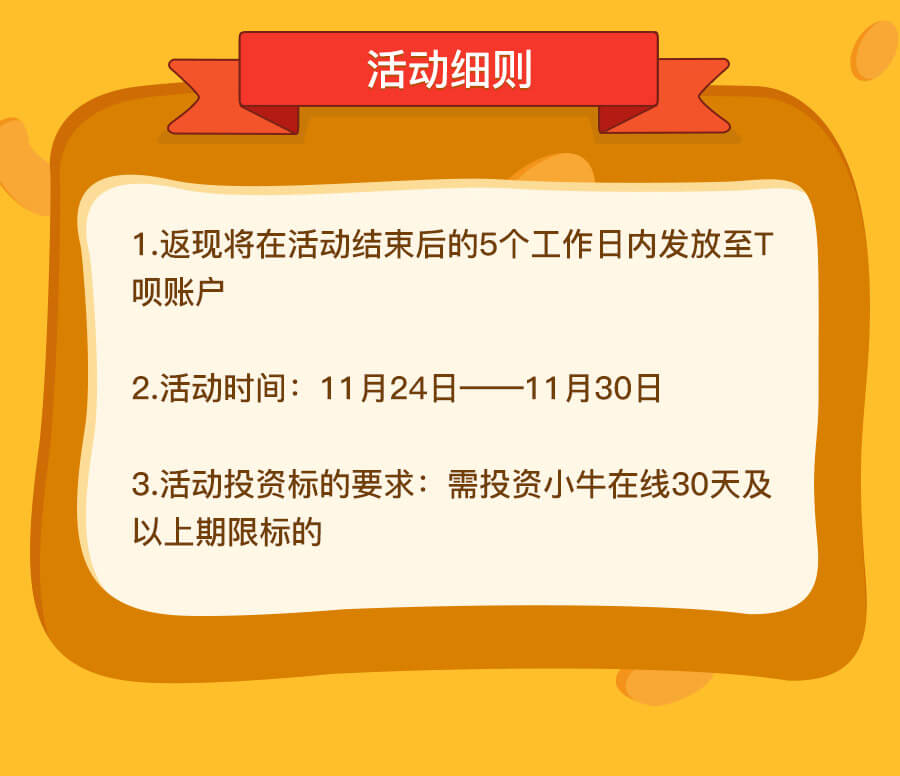 活动细则
1.返现将在活动结束后的5个工作日内发放至T
呗账户
2.活动时间：11月24日——11月30日
3.活动投资标的要求：需投资小牛在线30天及
以上期限标的